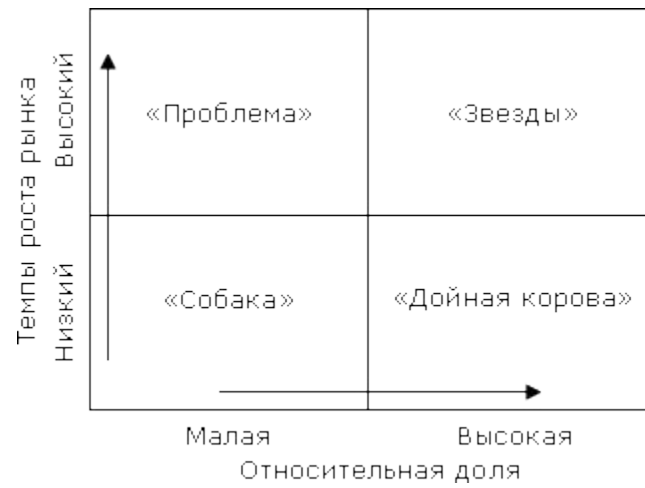 Темпы роста рынка
Высокий
Низкий
«Проблема»
«Звезды»
«Собака»
«Дойная корова»
Малая
Высокая
Относительная доля